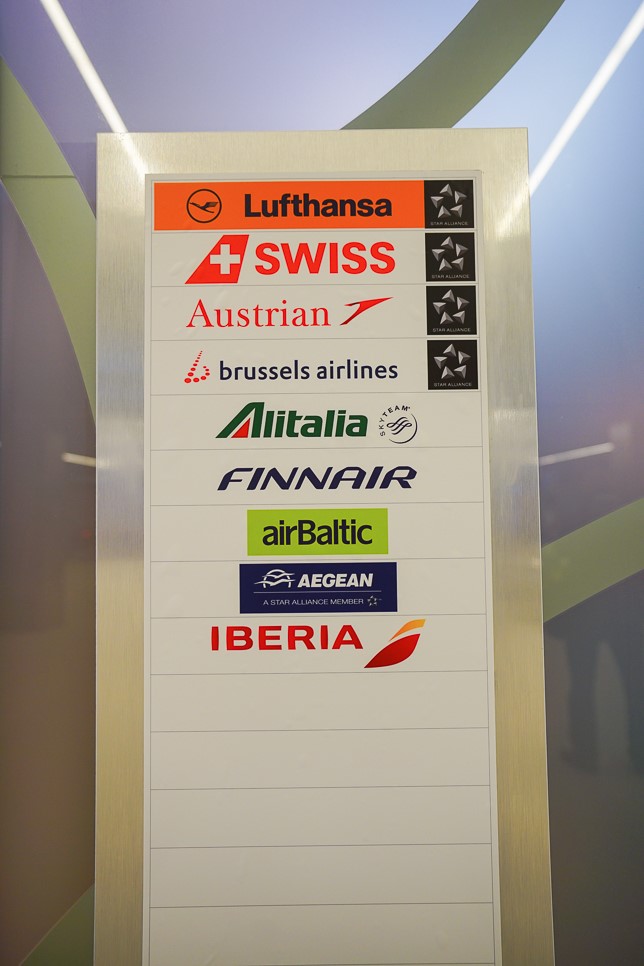 Lufthansa STAR ALLIANCE
SWISS STAR ALLIANCE
Austrian STAR ALLIANCE
brussels airlines STAR ALLIANCE
Alitalia SKYTEAM
FINNAIR
airBaltic
AEGEAN
A STAR ALLIANCE MEMBER
IBERIA